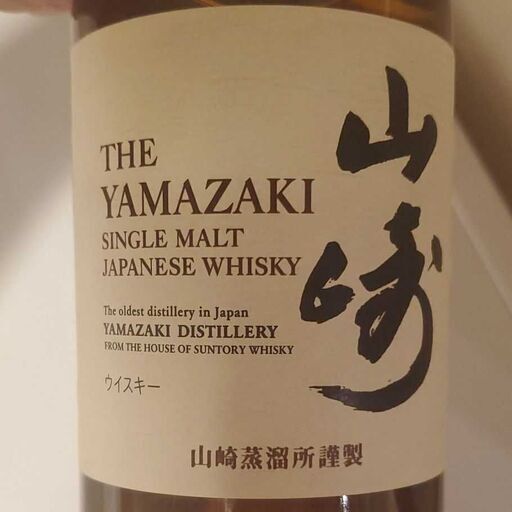 THE
YAMAZAKI
SINGLE MALT
JAPANESE WHISKY
The oldest distillery in Japan
YAMAZAKI DISTILLERY
FROM THE HOUSE OF SUNTORY WHISKY
ウイスキー
山崎
山崎蒸溜所謹製